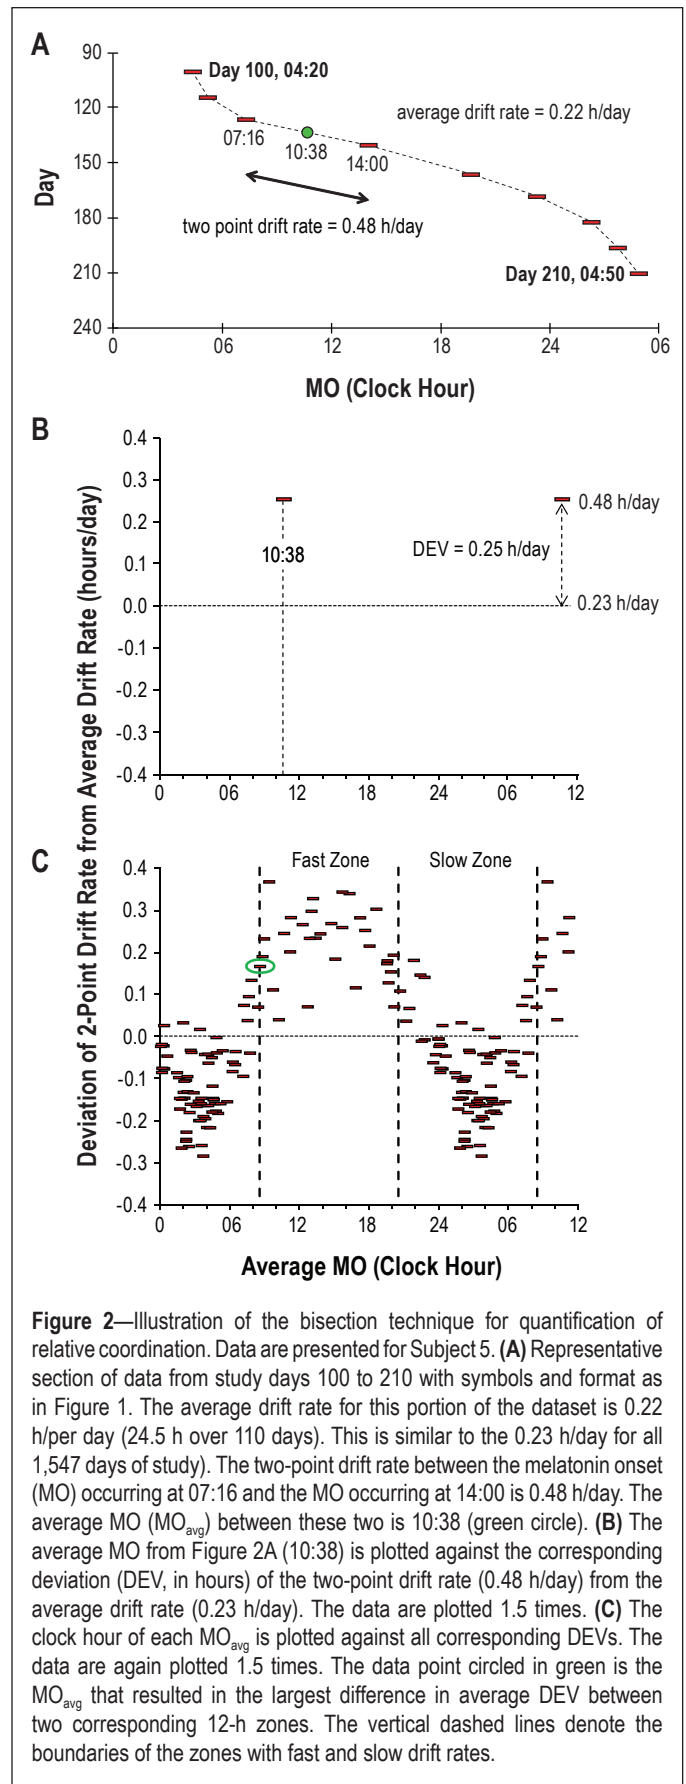 A
90
120
150
180
210
240
Day
Day 100, 04:20
average drift rate = 0.22 h/day
07:16
10:38
14:00
two point drift rate = 0.48 h/day
Day 210, 04:50
0
06
12
18
24
06
MO (Clock Hour)
B
Deviation of 2-Point Drift Rate from Average Drift Rate (hours/day)
0.4
0.3
0.2
0.1
0.0
-0.1
-0.2
-0.3
-0.4
10:38
0.48 h/day
DEV = 0.25 h/day
0.23 h/day
0
06
12
18
24
06
12
C
Fast Zone
Slow Zone
0.4
0.3
0.2
0.1
0.0
-0.1
-0.2
-0.3
0.4
0
06
12
18
24
06
12
Average MO (Clock Hour)
Figure 2—Illustration of the bisection technique for quantification of
relative coordination. Data are presented for Subject 5. (A) Representative
section of data from study days 100 to 210 with symbols and format as
in Figure 1. The average drift rate for this portion of the dataset is 0.22
h/per day (24.5 h over 110 days). This is similar to the 0.23 h/day for all
1,547 days of study). The two-point drift rate between the melatonin onset
(MO) occurring at 07:16 and the MO occurring at 14:00 is 0.48 h/day. The
average MO (MOavg) between these two is 10:38 (green circle). (B) The
average MO from Figure 2A (10:38) is plotted against the corresponding
deviation (DEV, in hours) of the two-point drift rate (0.48 h/day) from the
average drift rate (0.23 h/day). The data are plotted 1.5 times. (C) The
clock hour of each MOavg is plotted against all corresponding DEVs. The
data are again plotted 1.5 times. The data point circled in green is the
MOavg that resulted in the largest difference in average DEV between
two corresponding 12-h zones. The vertical dashed lines denote the
boundaries of the zones with fast and slow drift rates.